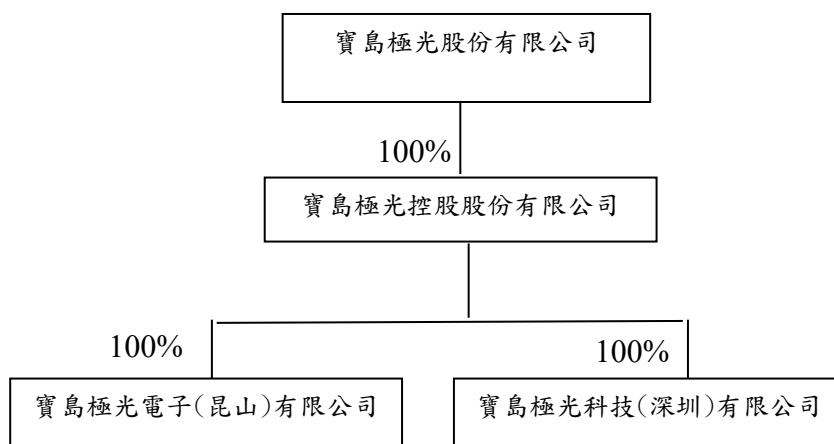 寶島極光股份有限公司
100%
寶島極光控股股份有限公司
100%
100%
寶島極光電子(昆山)有限公司
寶島極光科技(深圳)有限公司